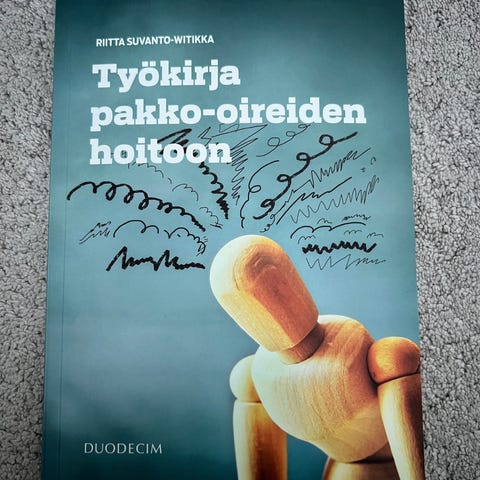 RIITTA SUVANTO-WITIKKA
Työkirja
pakko-oireiden
hoitoon
DUODECIM